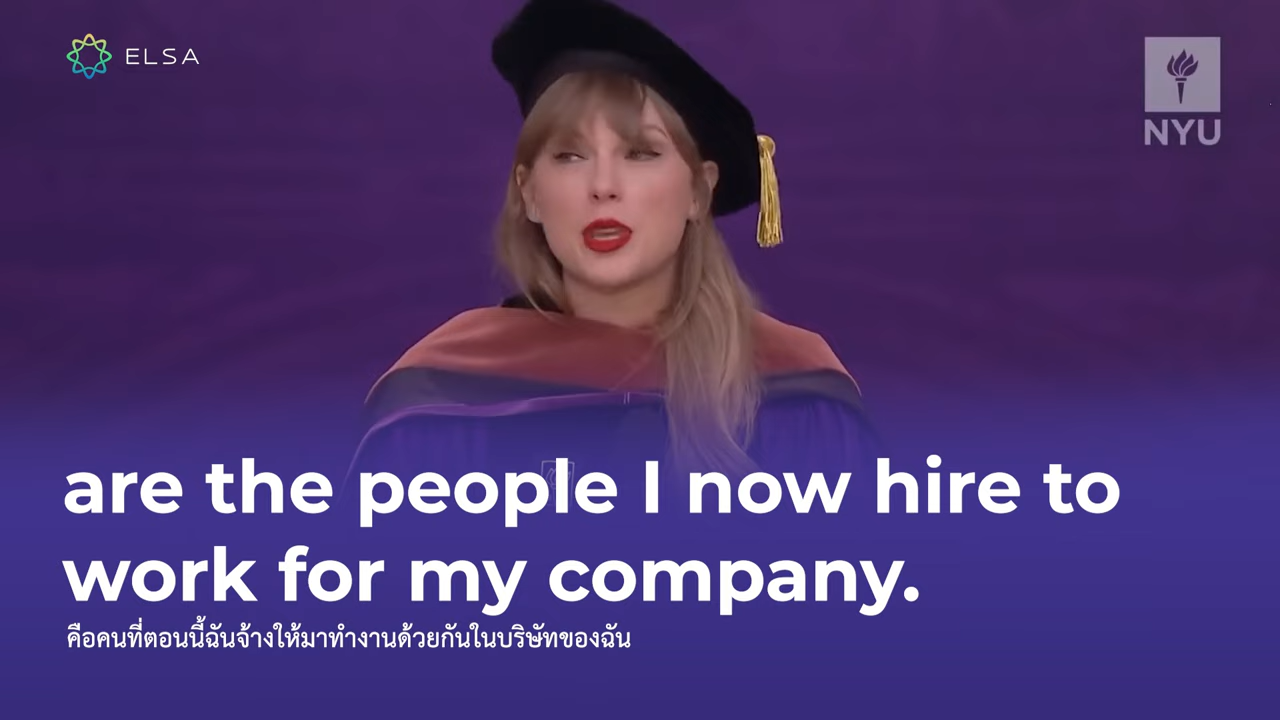 ELSA
NYU
are the people I now hire to
work for my company.
คือคนที่ตอนนี้ฉันจ้างให้มาทำงานด้วยกันในบริษัทของฉัน